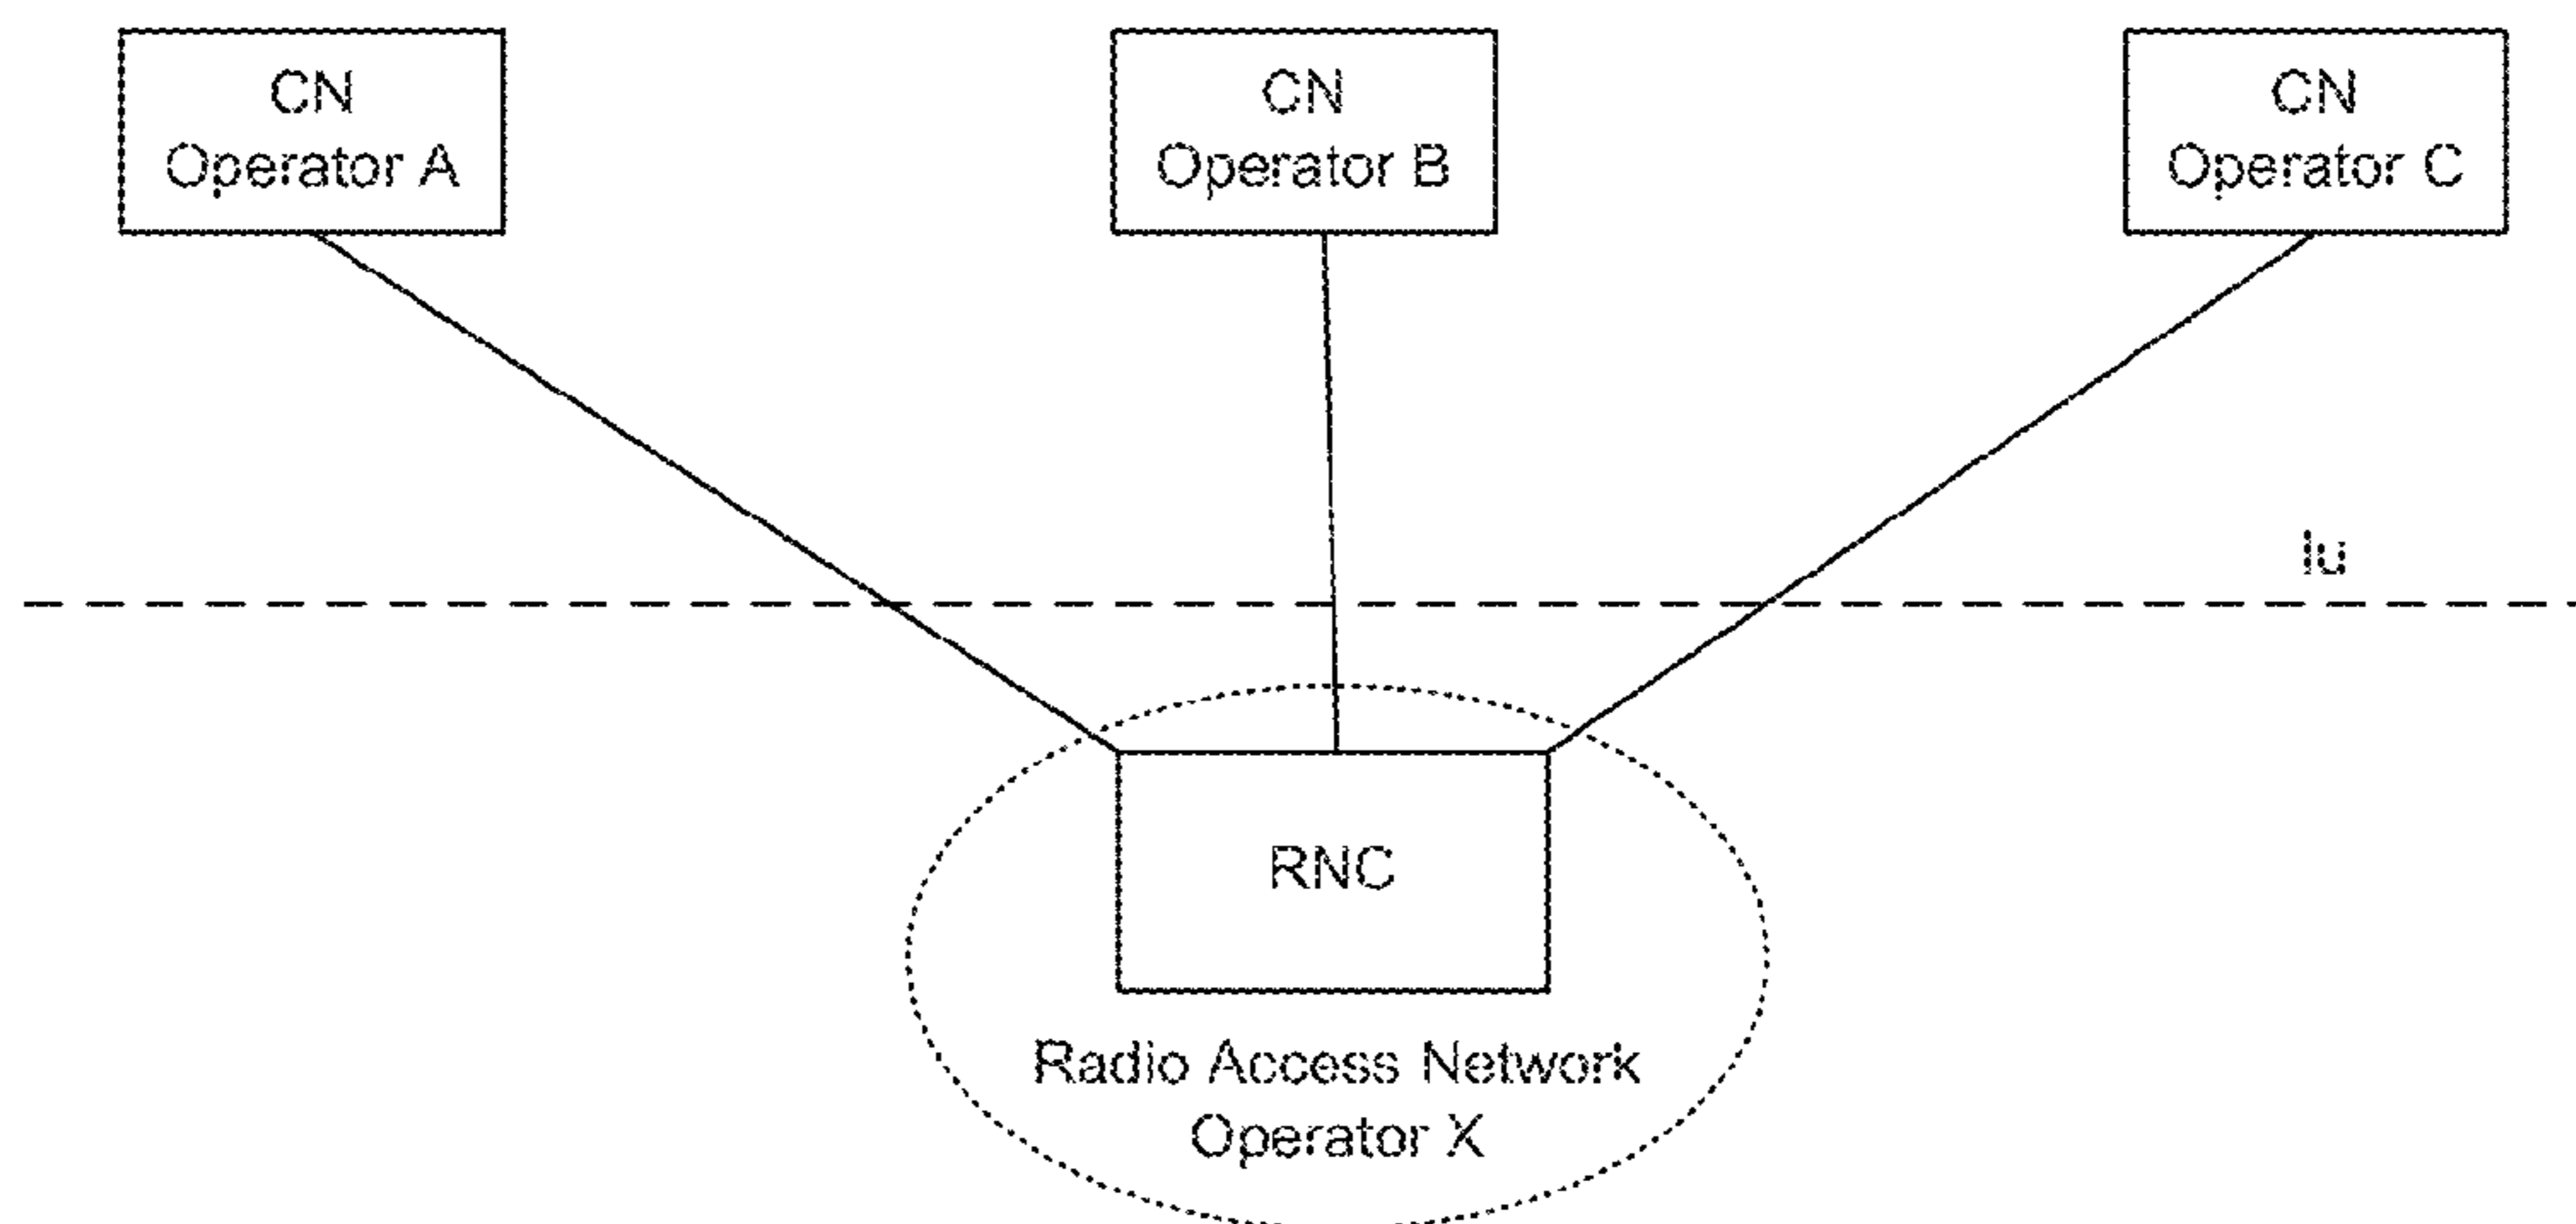 CN
Operator A
CN
Operator B
CN
Operator C
Iu
RNC
Radio Access Network
Operator X